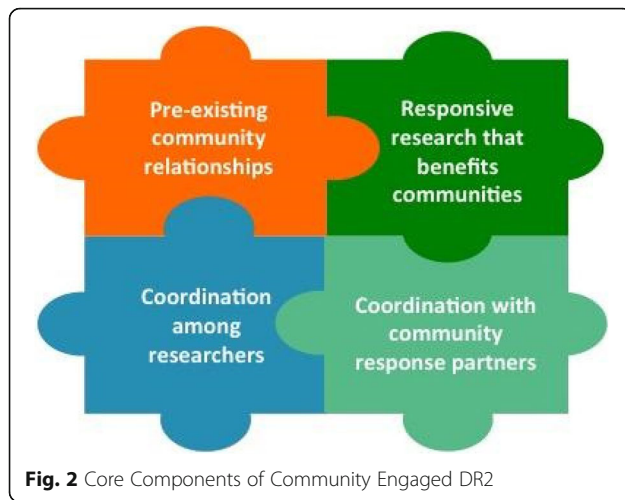 Pre-existing
community
relationships
Responsive
research that
benefits
communities
Coordination
among
researchers
Coordination with
community
response partners
Fig. 2 Core Components of Community Engaged DR2